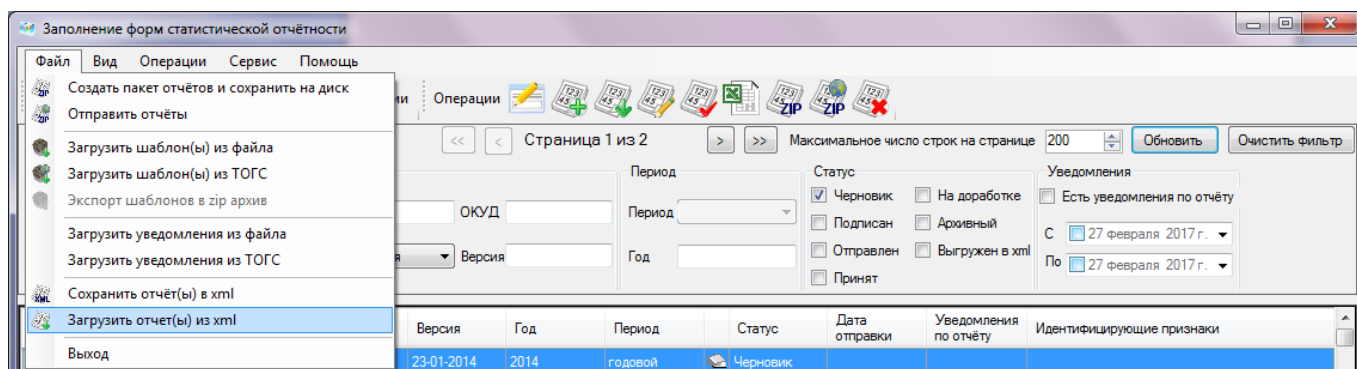 Заполнение форм статистической отчётности
Файл Вид Операции Сервис Помощь
Создать пакет отчётов и сохранить на диск
Отправить отчёты
Загрузить шаблон(ы) из файла
Загрузить шаблон(ы) из ТОГС
Экспорт шаблонов в zip архив
Загрузить уведомления из файла
Загрузить уведомления из ТОГС
Сохранить отчёт(ы) в xml
Загрузить отчет(ы) из xml
Выход
ии Операции ZIP ZIP
<< < Страница 1 из 2 > >> Максимальное число строк на странице 200 Обновить Очистить фильтр
ОКУД
я Версия
Период
Период
Год
Статус
Черновик На доработке
Подписан Архивный
Отправлен Выгружен в xml
Принят
Уведомления
Есть уведомления по отчёту
С 27 февраля 2017 г.
По 27 февраля 2017 г.
Версия Год Период Статус Дата отправки Уведомления по отчёту Идентифицирующие признаки
23-01-2014 2014 годовой Черновик